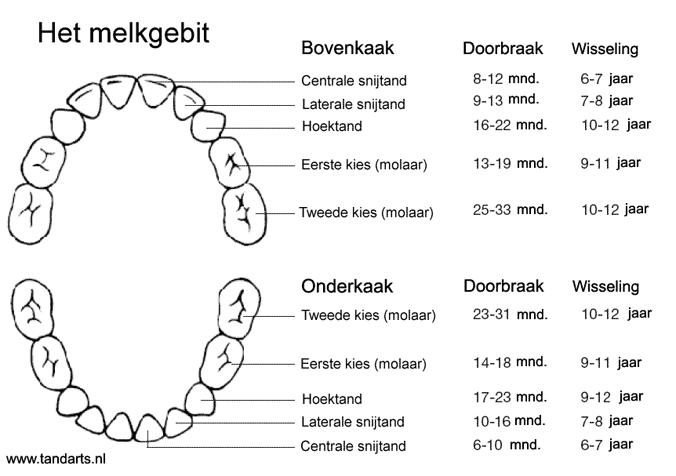 Het melkgebit
Bovenkaak Doorbraak Wisseling
Centrale snijtand 8-12 mnd. 6-7 jaar
Laterale snijtand 9-13 mnd. 7-8 jaar
Hoektand 16-22 mnd. 10-12 jaar
Eerste kies (molaar) 13-19 mnd. 9-11 jaar
Tweede kies (molaar) 25-33 mnd. 10-12 jaar
Onderkaak Doorbraak Wisseling
Tweede kies (molaar) 23-31 mnd. 10-12 jaar
Eerste kies (molaar) 14-18 mnd. 9-11 jaar
Hoektand 17-23 mnd. 9-12 jaar
Laterale snijtand 10-16 mnd. 7-8 jaar
Centrale snijtand 6-10 mnd. 6-7 jaar
www.tandarts.nl